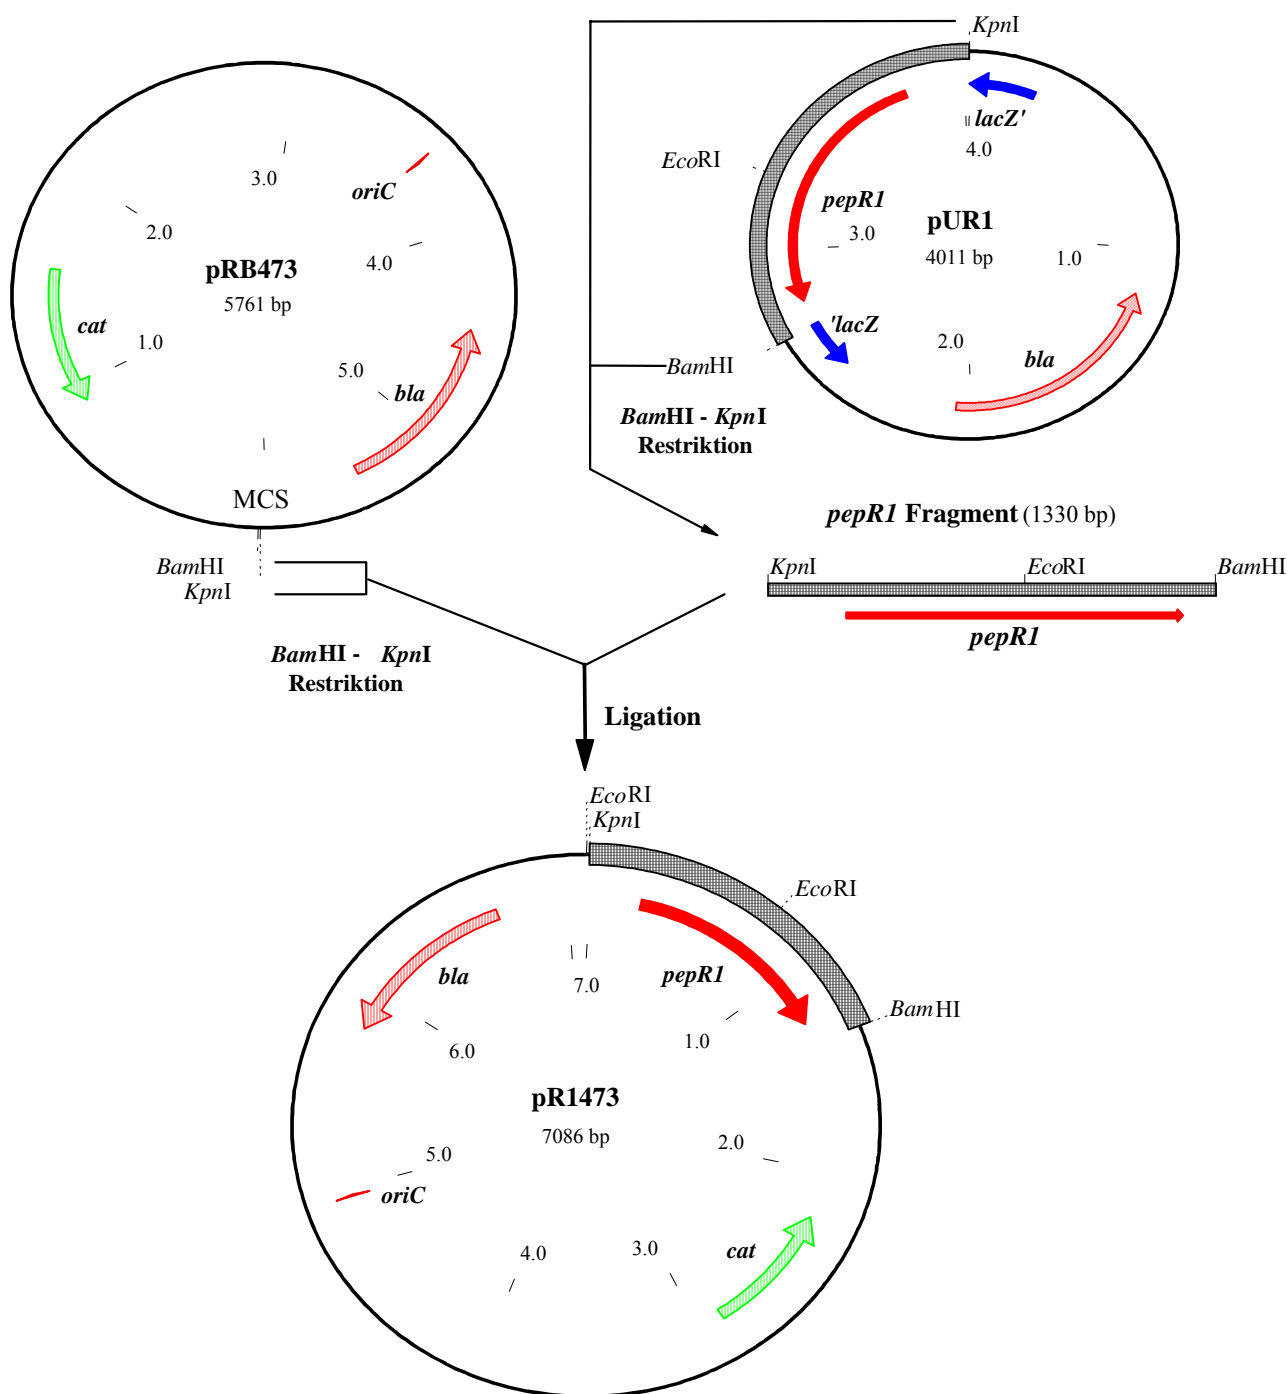 KpnI
lacZ'
4.0
EcoRI
pepR1
3.0
pUR1
4011 bp
1.0
'lacZ
2.0
bla
BamHI
BamHI - KpnI
Restriktion
3.0
oriC
2.0
pRB473
5761 bp
4.0
cat
1.0
5.0
bla
MCS
BamHI
KpnI
BamHI - KpnI
Restriktion
pepR1 Fragment (1330 bp)
KpnI
EcoRI
BamHI
pepR1
Ligation
EcoRI
KpnI
EcoRI
BamHI
bla
7.0
pepR1
6.0
1.0
pR1473
7086 bp
5.0
2.0
oriC
4.0
3.0
cat